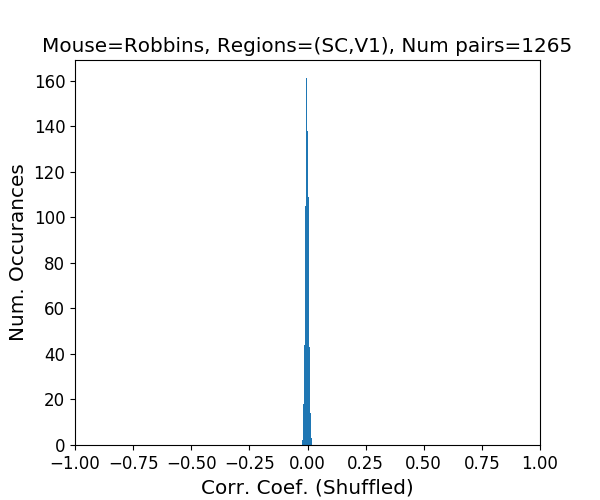 Mouse=Robbins, Regions=(SC,V1), Num pairs=1265
160
140
120
100
80
60
40
20
0
Num. Occurances
−1.00 −0.75 −0.50 −0.25 0.00 0.25 0.50 0.75 1.00
Corr. Coef. (Shuffled)